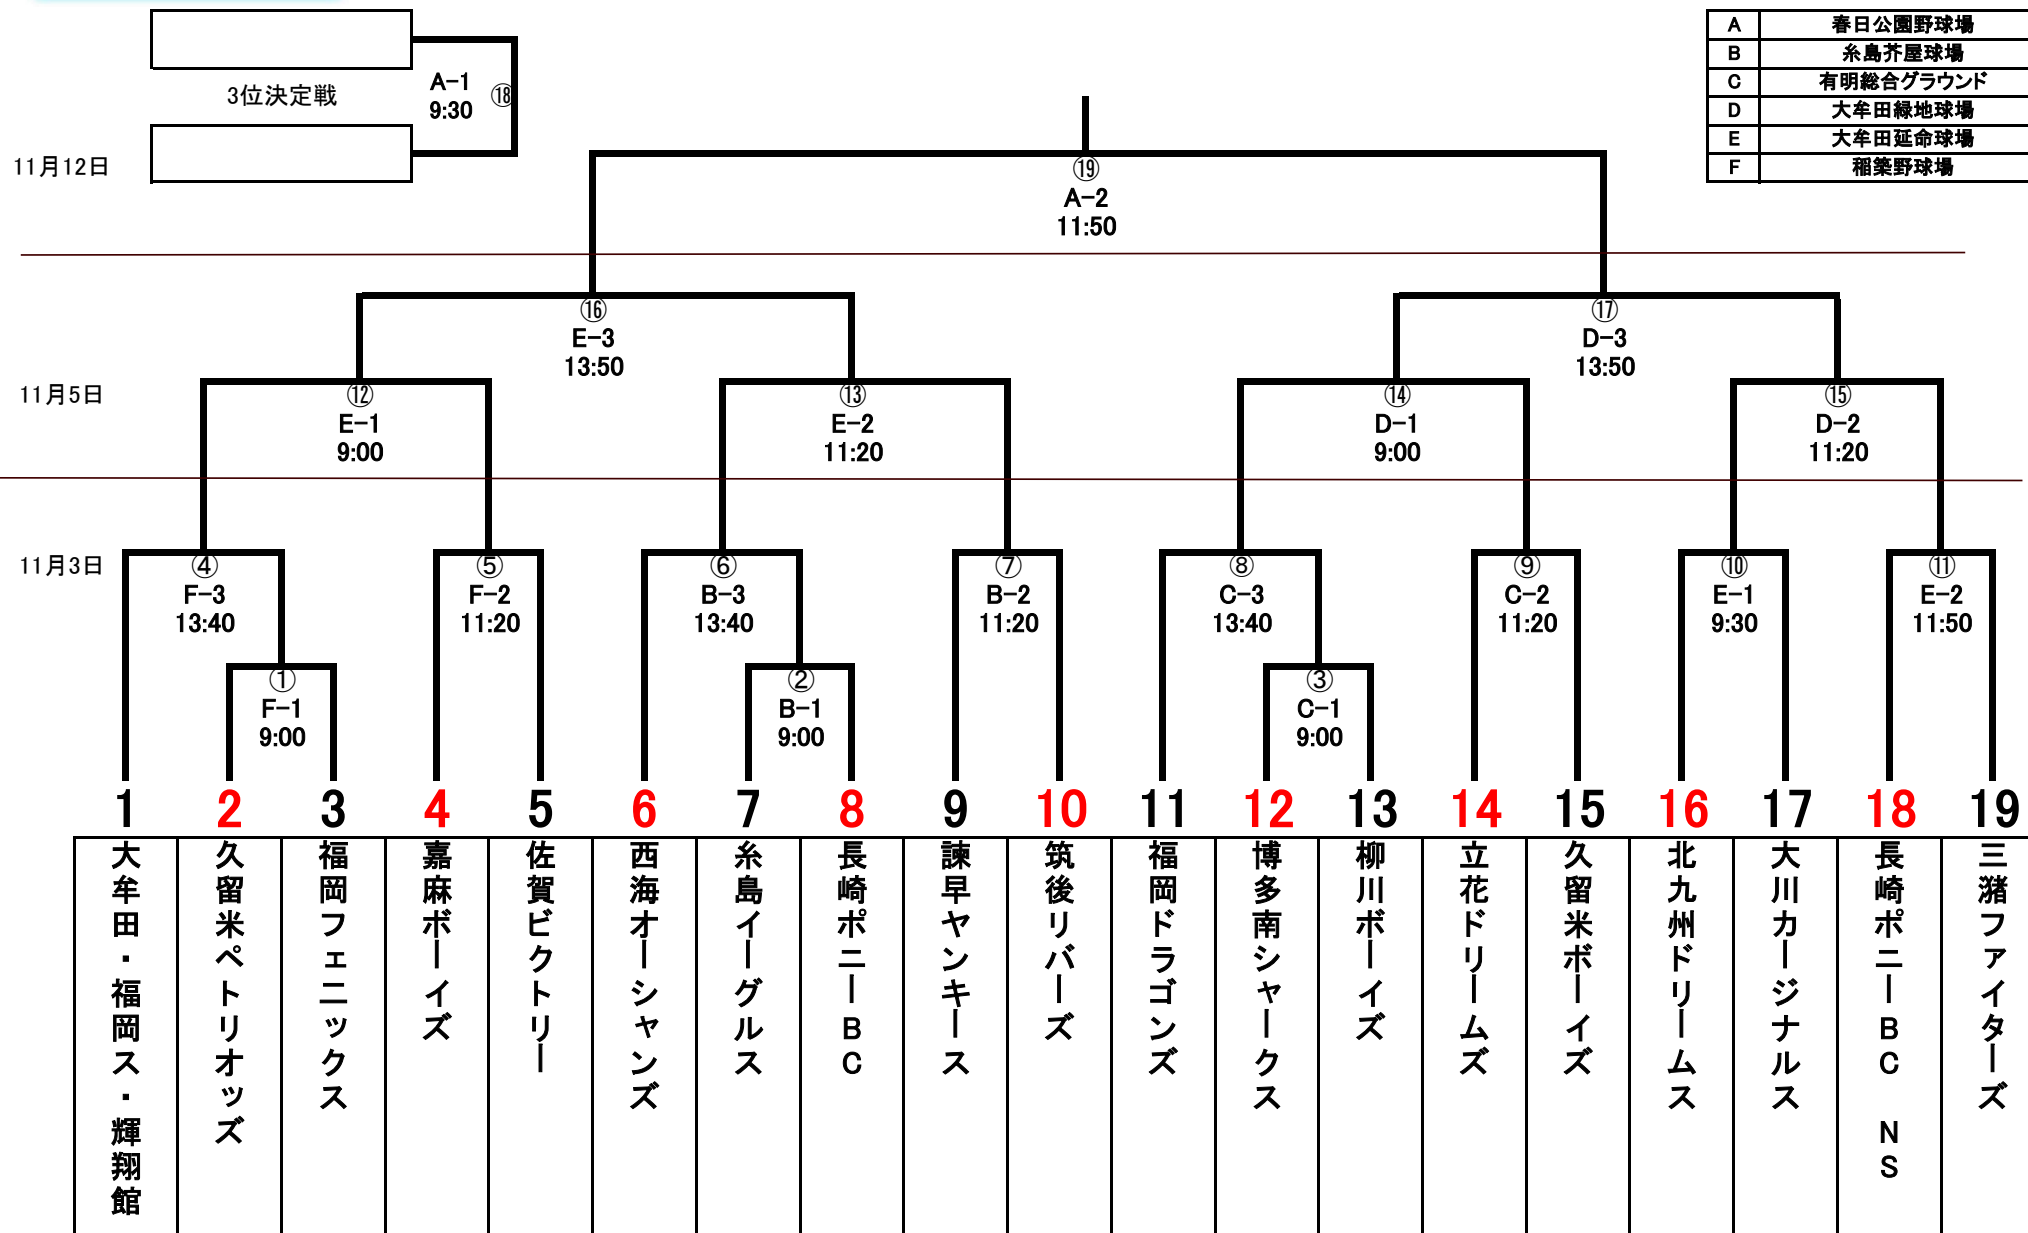 A 春日公園野球場
B 糸島芥屋球場
C 有明総合グラウンド
D 大牟田緑地球場
E 大牟田延命球場
F 稲築野球場
3位決定戦
A-1
9:30
⑱
11月12日
⑲
A-2
11:50
⑯
E-3
13:50
⑰
D-3
13:50
11月5日
⑫
E-1
9:00
⑬
E-2
11:20
⑭
D-1
9:00
⑮
D-2
11:20
11月3日
④
F-3
13:40
⑤
F-2
11:20
⑥
B-3
13:40
⑦
B-2
11:20
⑧
C-3
13:40
⑨
C-2
11:20
⑩
E-1
9:30
⑪
E-2
11:50
①
F-1
9:00
②
B-1
9:00
③
C-1
9:00
1 2 3 4 5 6 7 8 9 10 11 12 13 14 15 16 17 18 19
大牟田・福岡ス・輝翔館
久留米ペトリオッズ
福岡フェニックス
嘉麻ボーイズ
佐賀ビクトリー
西海オーシャンズ
糸島イーグルス
長崎ポニーBC
諫早ヤンキース
筑後リバーズ
福岡ドラゴンズ
博多南シャークス
柳川ボーイズ
立花ドリームズ
久留米ボーイズ
北九州ドリームス
大川カージナルス
長崎ポニーBC NS
三潴ファイターズ